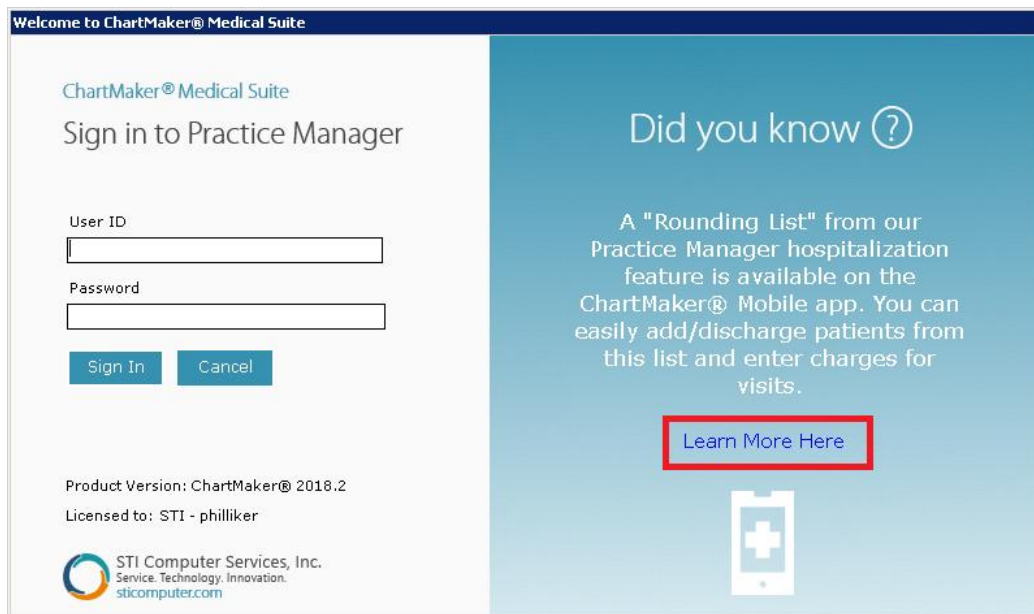 Welcome to ChartMaker® Medical Suite
ChartMaker® Medical Suite
Sign in to Practice Manager
User ID
Password
Sign In
Cancel
Product Version: ChartMaker® 2018.2
Licensed to: STI - philliker
STI Computer Services, Inc.
Service. Technology. Innovation.
sticomputer.com
Did you know ?
A "Rounding List" from our
Practice Manager hospitalization
feature is available on the
ChartMaker® Mobile app. You can
easily add/discharge patients from
this list and enter charges for
visits.
Learn More Here